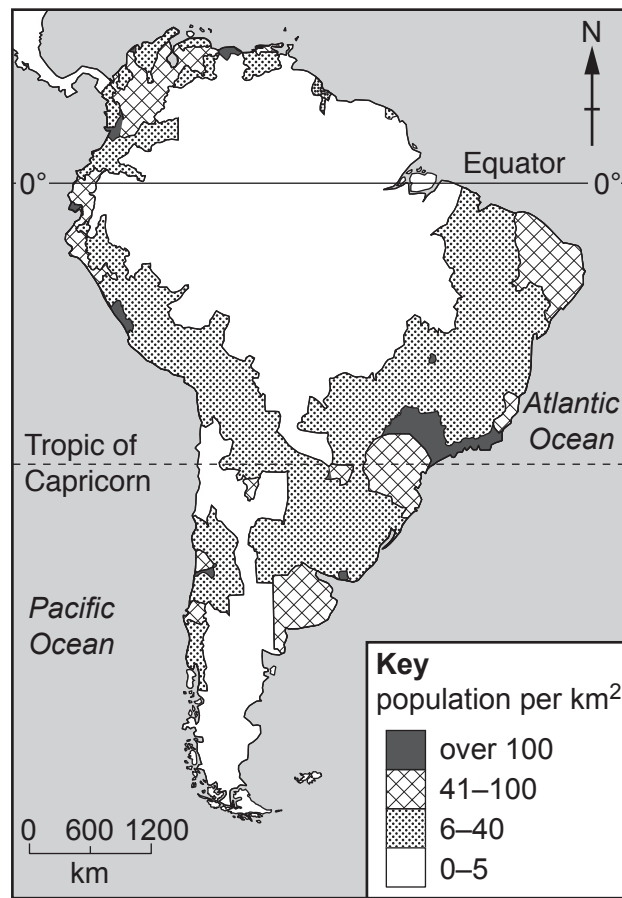 N
Equator
0°
0°
Atlantic
Ocean
Tropic of
Capricorn
Pacific
Ocean
Key
population per km²
over 100
41–100
6–40
0–5
0 600 1200
km